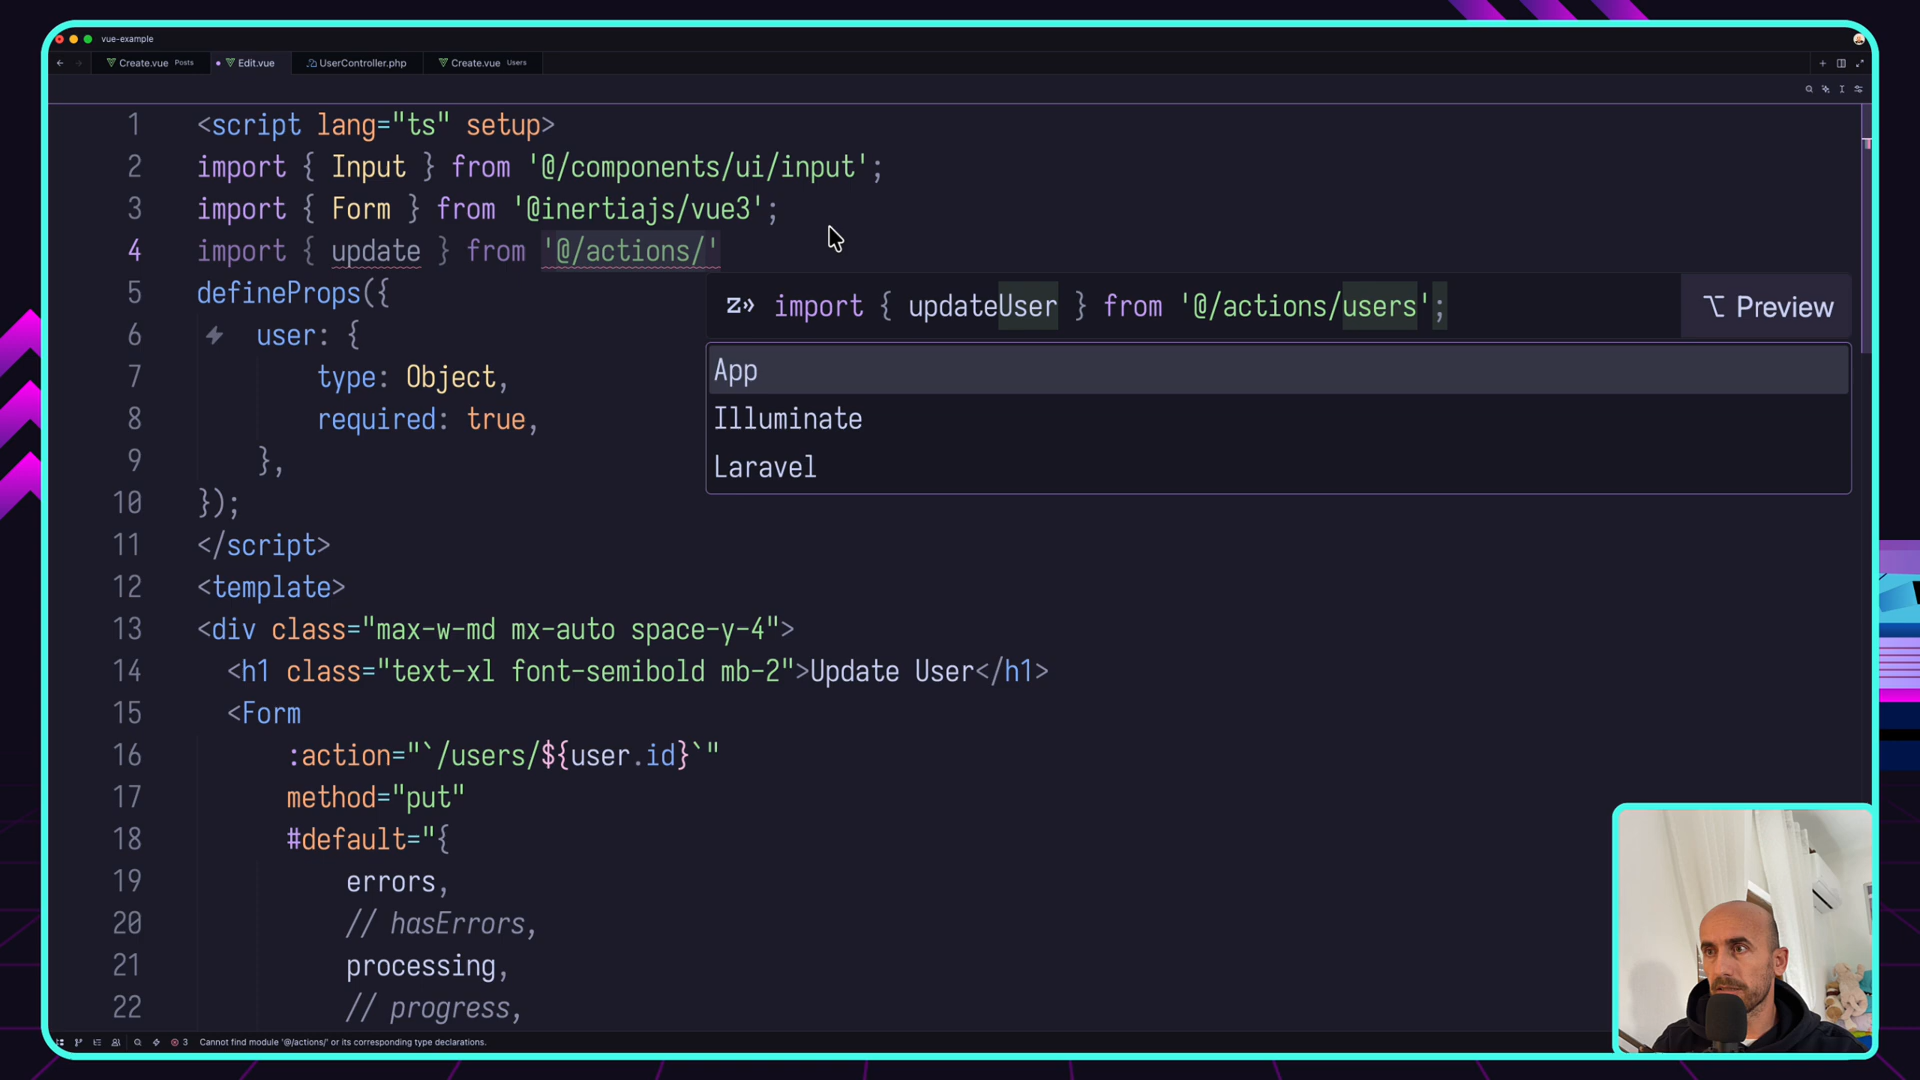 vue-example
Create.vue Posts
Edit.vue
UserController.php
Create.vue Users
1 <script lang="ts" setup>
2 import { Input } from '@/components/ui/input';
3 import { Form } from '@inertiajs/vue3';
4 import { update } from '@/actions/'
import { updateUser } from '@/actions/users';
Preview
App
Illuminate
Laravel
5 defineProps({
6 user: {
7 type: Object,
8 required: true,
9 },
10 });
11 </script>
12 <template>
13 <div class="max-w-md mx-auto space-y-4">
14 <h1 class="text-xl font-semibold mb-2">Update User</h1>
15 <Form
16 :action="`/users/${user.id}`"
17 method="put"
18 #default="{
19 errors,
20 // hasErrors,
21 processing,
22 // progress,
3 Cannot find module '@/actions/' or its corresponding type declarations.